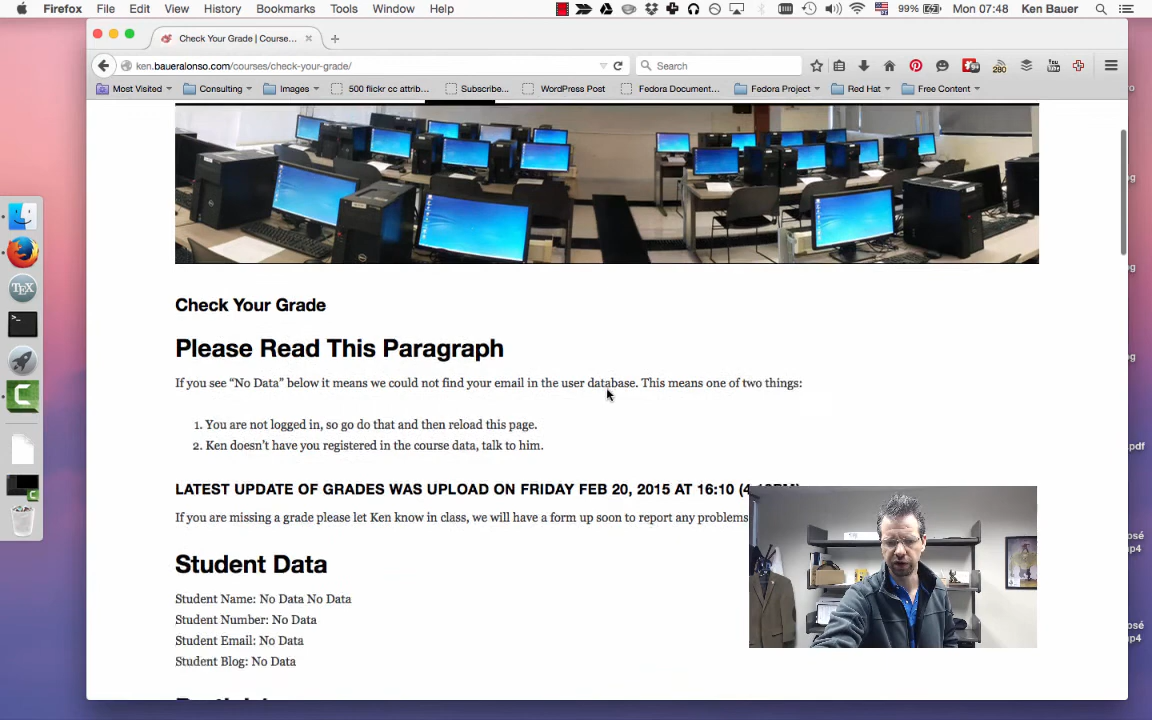 Firefox File Edit View History Bookmarks Tools Window Help 99% Mon 07:48 Ken Bauer
Check Your Grade | Course...
ken.baueralonso.com/courses/check-your-grade/ Search
Most Visited Consulting Images 500 flickr cc attrib... Subscribe... WordPress Post Fedora Document... Fedora Project Red Hat Free Content
Check Your Grade
Please Read This Paragraph
If you see “No Data” below it means we could not find your email in the user database. This means one of two things:
1. You are not logged in, so go do that and then reload this page.
2. Ken doesn’t have you registered in the course data, talk to him.
LATEST UPDATE OF GRADES WAS UPLOAD ON FRIDAY FEB 20, 2015 AT 16:10
If you are missing a grade please let Ken know in class, we will have a form up soon to report any problems
Student Data
Student Name: No Data No Data
Student Number: No Data
Student Email: No Data
Student Blog: No Data